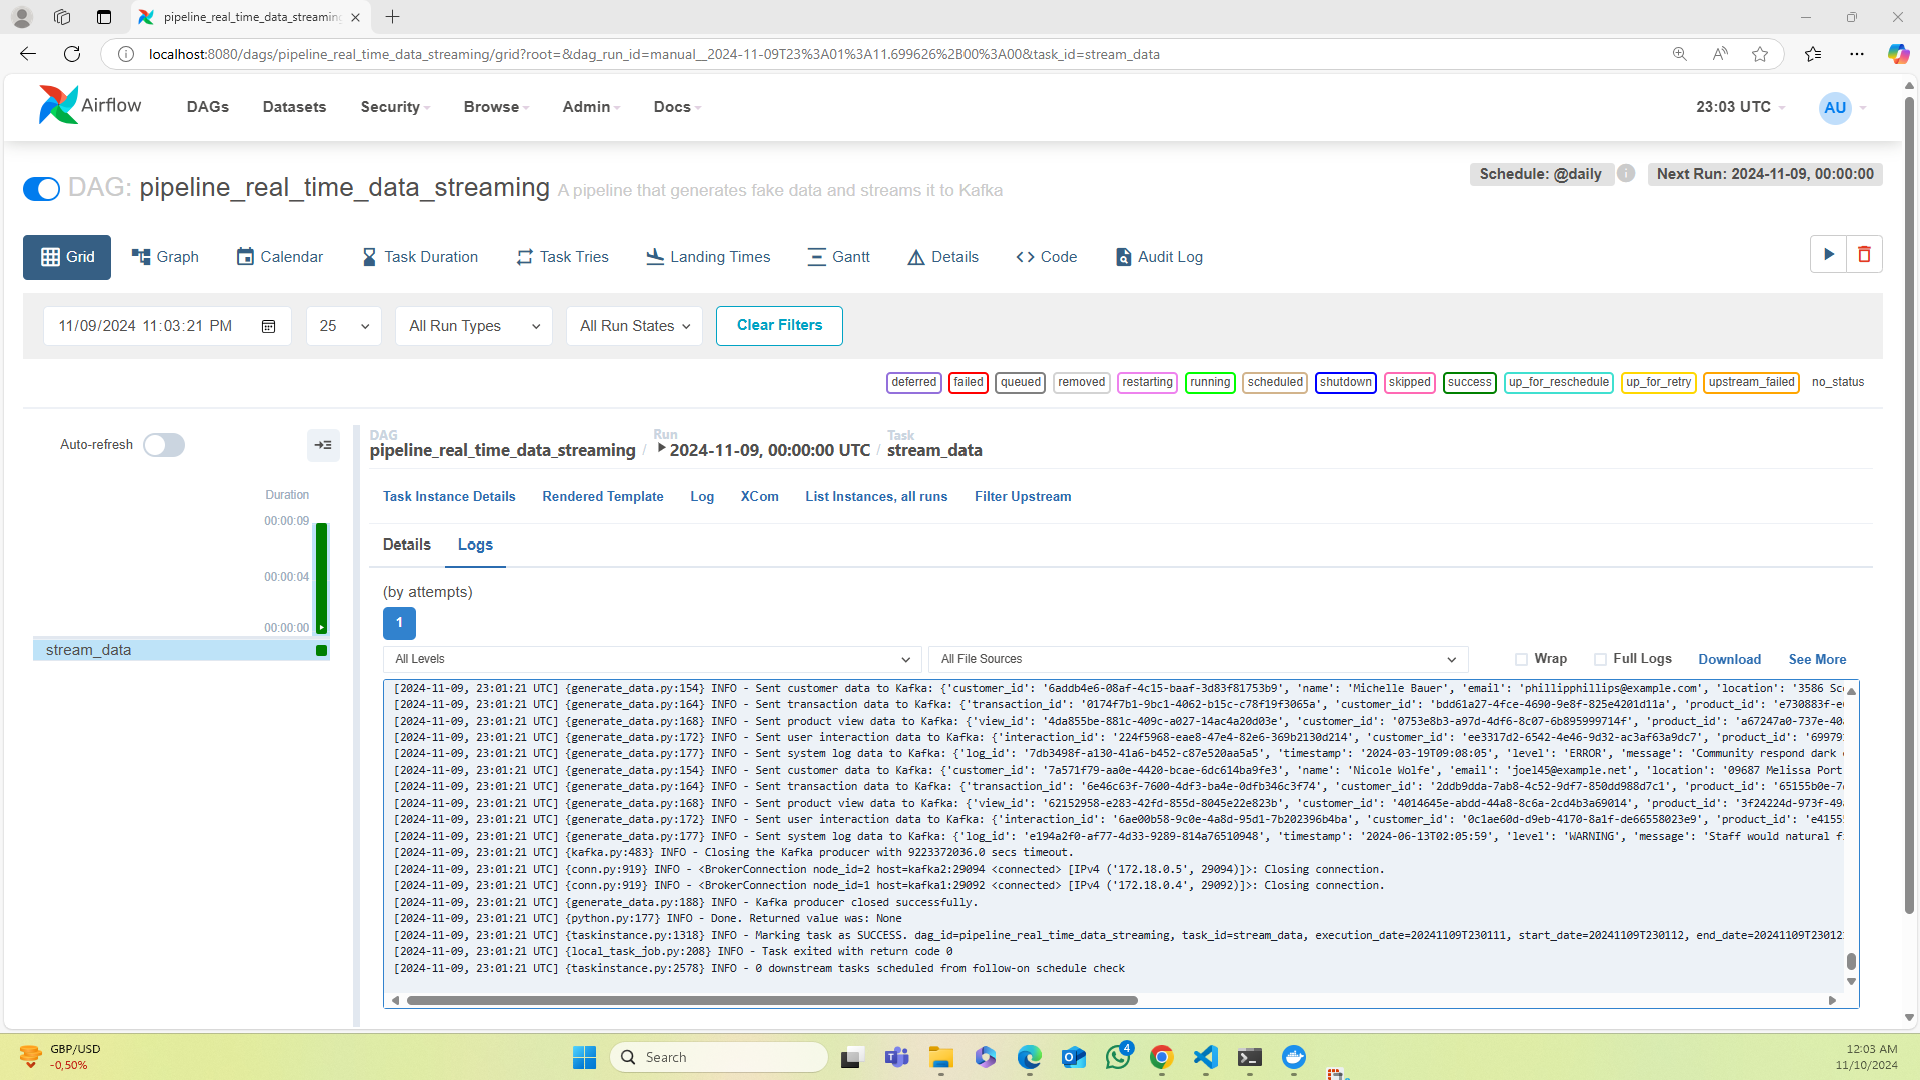 pipeline_real_time_data_streaming
localhost:8080/dags/pipeline_real_time_data_streaming/grid?root=&dag_run_id=manual__2024-11-09T23%3A01%3A11.699626%2B00%3A00&task_id=stream_data
Airflow DAGs Datasets Security Browse Admin Docs 23:03 UTC AU
DAG: pipeline_real_time_data_streaming A pipeline that generates fake data and streams it to Kafka
Schedule: @daily Next Run: 2024-11-09, 00:00:00
Grid Graph Calendar Task Duration Task Tries Landing Times Gantt Details Code Audit Log
11/09/2024 11:03:21 PM 25 All Run Types All Run States Clear Filters
deferred failed queued removed restarting running scheduled shutdown skipped success up_for_reschedule up_for_retry upstream_failed no_status
Auto-refresh
Duration
00:00:09
00:00:04
00:00:00
stream_data
DAG Run Task
pipeline_real_time_data_streaming / 2024-11-09, 00:00:00 UTC / stream_data
Task Instance Details Rendered Template Log XCom List Instances, all runs Filter Upstream
Details Logs
(by attempts)
1
All Levels All File Sources Wrap Full Logs Download See More
[2024-11-09, 23:01:21 UTC] {generate_data.py:154} INFO - Sent customer data to Kafka: {'customer_id': '6addb4e6-08af-4c15-baaf-3d83f81753b9', 'name': 'Michelle Bauer', 'email': 'phillipphillips@example.com', 'location': '3586 Sc
[2024-11-09, 23:01:21 UTC] {generate_data.py:164} INFO - Sent transaction data to Kafka: {'transaction_id': '0174f7b1-9bc1-4062-b15c-c78f19f3065a', 'customer_id': 'bdd61a27-4fce-4690-9e8f-825e4201d11a', 'product_id': 'e730883f-e
[2024-11-09, 23:01:21 UTC] {generate_data.py:168} INFO - Sent product view data to Kafka: {'view_id': '4da855be-881c-409c-a027-14ac4a20d03e', 'customer_id': '0753e8b3-a97d-4df6-8c07-6b895999714f', 'product_id': 'a67247a0-737e-40
[2024-11-09, 23:01:21 UTC] {generate_data.py:172} INFO - Sent user interaction data to Kafka: {'interaction_id': '224f5968-eae8-47e4-82e6-369b2130d214', 'customer_id': 'ee3317d2-6542-4e46-9d32-ac3af63a9dc7', 'product_id': '69979
[2024-11-09, 23:01:21 UTC] {generate_data.py:177} INFO - Sent system log data to Kafka: {'log_id': '7db3498f-a130-41a6-b452-c87e520aa5a5', 'timestamp': '2024-03-19T09:08:05', 'level': 'ERROR', 'message': 'Community respond dark
[2024-11-09, 23:01:21 UTC] {generate_data.py:154} INFO - Sent customer data to Kafka: {'customer_id': '7a571f79-aa0e-4420-bcae-6dc614ba9fe3', 'name': 'Nicole Wolfe', 'email': 'joel45@example.net', 'location': '09687 Melissa Port
[2024-11-09, 23:01:21 UTC] {generate_data.py:164} INFO - Sent transaction data to Kafka: {'transaction_id': '6e46c63f-7600-4df3-ba4e-0dfb346c3f74', 'customer_id': '2ddb9dda-7ab8-4c52-9df7-850dd988d7c1', 'product_id': '65155b0e-7
[2024-11-09, 23:01:21 UTC] {generate_data.py:168} INFO - Sent product view data to Kafka: {'view_id': '62152958-e283-42fd-855d-8045e22e823b', 'customer_id': '4014645e-abdd-44a8-8c6a-2cd4b3a69014', 'product_id': '3f24224d-973f-49
[2024-11-09, 23:01:21 UTC] {generate_data.py:172} INFO - Sent user interaction data to Kafka: {'interaction_id': '6ae00b58-9c0e-4a8d-95d1-7b202396b4ba', 'customer_id': '0c1ae60d-d9eb-4170-8a1f-de66558023e9', 'product_id': 'e4155
[2024-11-09, 23:01:21 UTC] {generate_data.py:177} INFO - Sent system log data to Kafka: {'log_id': 'e194a2f0-af77-4d33-9289-814a76510948', 'timestamp': '2024-06-13T02:05:59', 'level': 'WARNING', 'message': 'Staff would natural f
[2024-11-09, 23:01:21 UTC] {kafka.py:483} INFO - Closing the Kafka producer with 9223372036.0 secs timeout.
[2024-11-09, 23:01:21 UTC] {conn.py:919} INFO - <BrokerConnection node_id=2 host=kafka2:29094 <connected> [IPv4 ('172.18.0.5', 29094)]>: Closing connection.
[2024-11-09, 23:01:21 UTC] {conn.py:919} INFO - <BrokerConnection node_id=1 host=kafka1:29092 <connected> [IPv4 ('172.18.0.4', 29092)]>: Closing connection.
[2024-11-09, 23:01:21 UTC] {generate_data.py:188} INFO - Kafka producer closed successfully.
[2024-11-09, 23:01:21 UTC] {python.py:177} INFO - Done. Returned value was: None
[2024-11-09, 23:01:21 UTC] {taskinstance.py:1318} INFO - Marking task as SUCCESS. dag_id=pipeline_real_time_data_streaming, task_id=stream_data, execution_date=20241109T230111, start_date=20241109T230112, end_date=20241109T23012
[2024-11-09, 23:01:21 UTC] {local_task_job.py:208} INFO - Task exited with return code 0
[2024-11-09, 23:01:21 UTC] {taskinstance.py:2578} INFO - 0 downstream tasks scheduled from follow-on schedule check
GBP/USD
-0,50%
Search
4
12:03 AM
11/10/2024